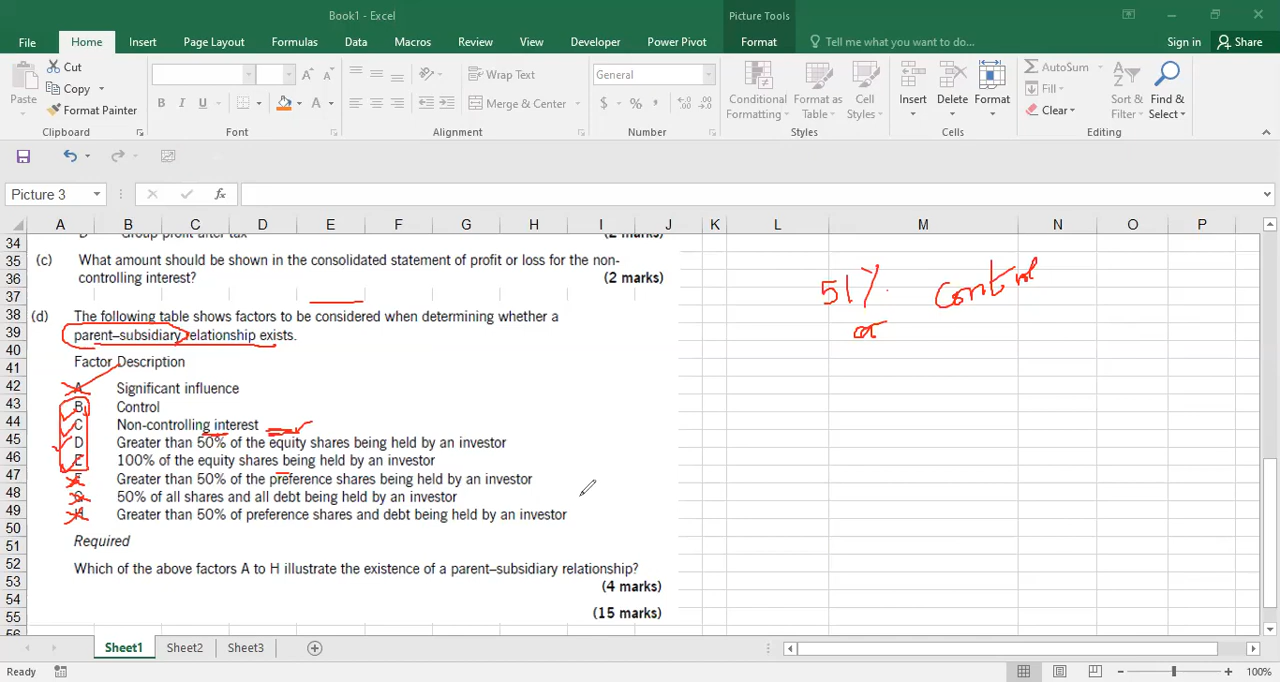 Book1 - Excel
Picture Tools
File Home Insert Page Layout Formulas Data Macros Review View Developer Power Pivot Format Tell me what you want to do... Sign in Share
Paste
Cut
Copy
Format Painter
Clipboard
B I U
A A A
Font
Wrap Text
Merge & Center
Alignment
General
$ % ,
Number
Conditional Formatting
Format as Table
Cell Styles
Styles
Insert
Delete
Format
Cells
AutoSum
Fill
Clear
Sort & Filter
Find & Select
Editing
Picture 3 fx
A B C D E F G H I J K L M N O P
34 D Group profit after tax (2 marks)
35 (c) What amount should be shown in the consolidated statement of profit or loss for the non-
36 controlling interest? (2 marks)
37
38 (d) The following table shows factors to be considered when determining whether a
39 parent–subsidiary relationship exists.
40
41 Factor Description
42 A Significant influence
43 B Control
44 C Non-controlling interest
45 D Greater than 50% of the equity shares being held by an investor
46 E 100% of the equity shares being held by an investor
47 F Greater than 50% of the preference shares being held by an investor
48 G 50% of all shares and all debt being held by an investor
49 H Greater than 50% of preference shares and debt being held by an investor
50
51 Required
52 Which of the above factors A to H illustrate the existence of a parent–subsidiary relationship?
53 (4 marks)
54
55 (15 marks)
56
51% control
or
Sheet1 Sheet2 Sheet3
Ready 100%